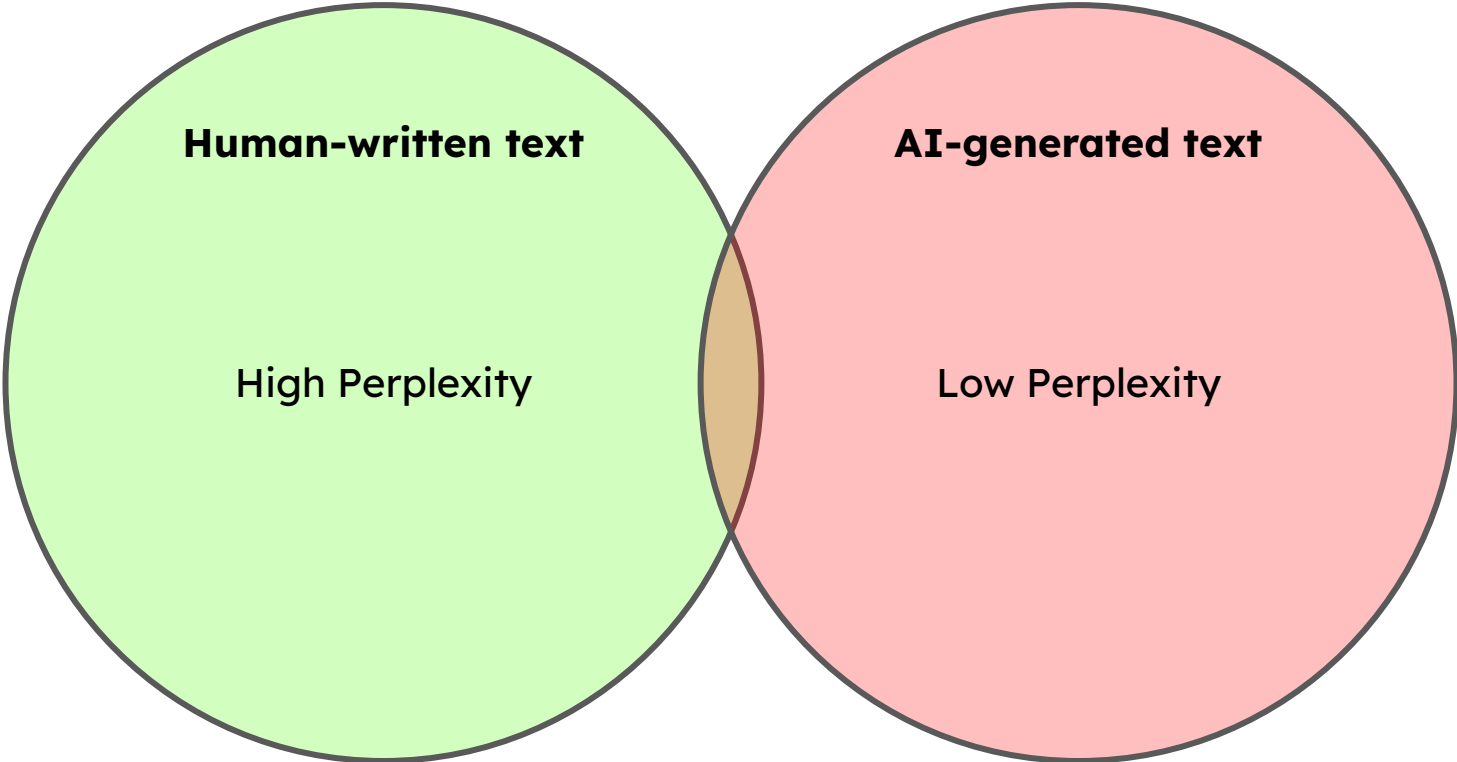 Human-written text
AI-generated text
High Perplexity
Low Perplexity